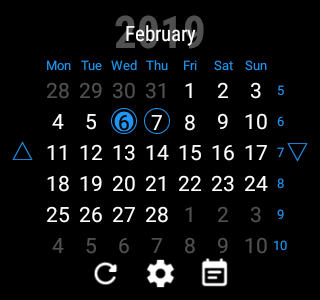 2019
February
Mon Tue Wed Thu Fri Sat Sun
28 29 30 31 1 2 3 5
4 5 6 7 8 9 10 6
11 12 13 14 15 16 17 7
18 19 20 21 22 23 24 8
25 26 27 28 1 2 3 9
4 5 6 7 8 9 10 10